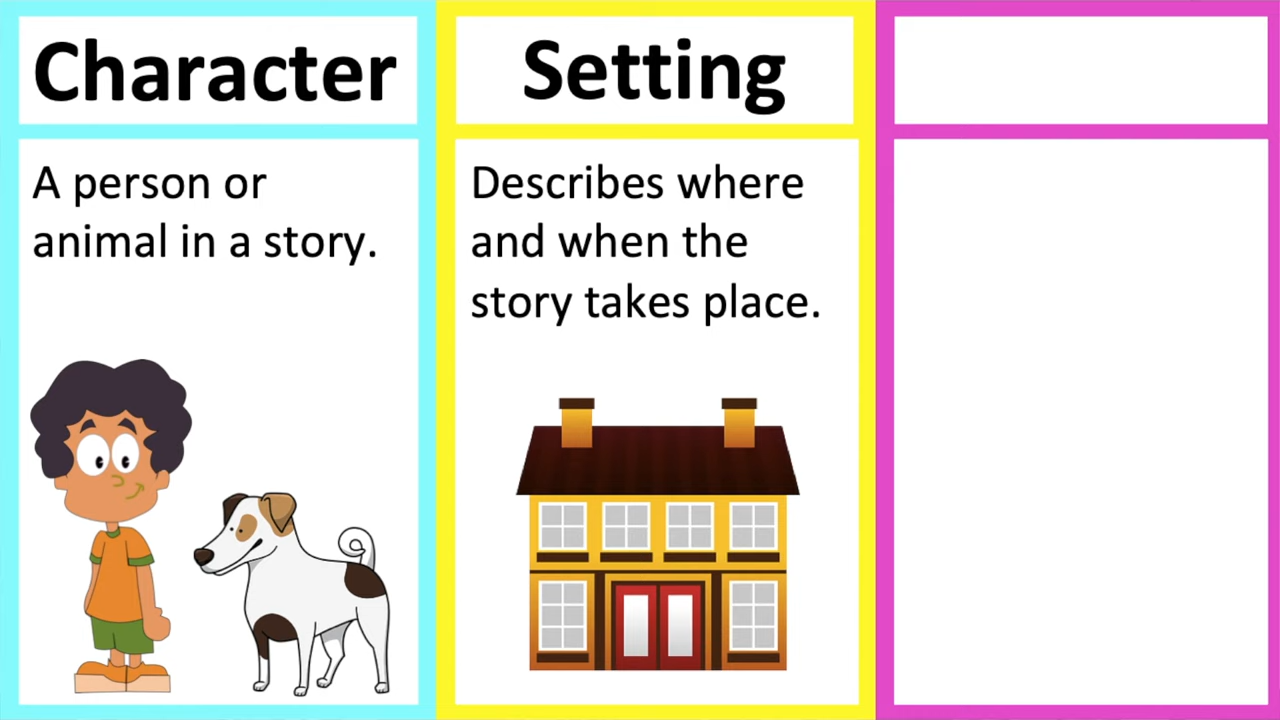 Character
A person or
animal in a story.
Setting
Describes where
and when the
story takes place.